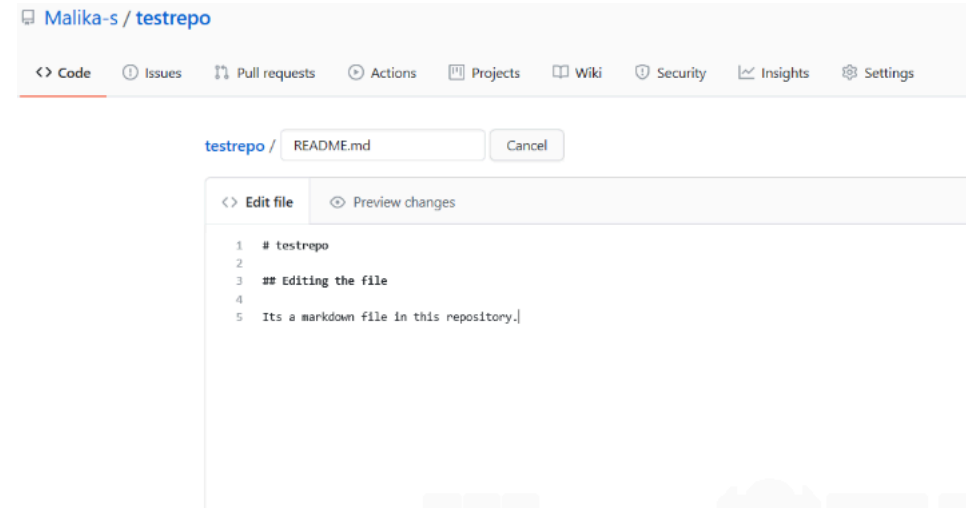 Malika-s / testrepo
<> Code Issues Pull requests Actions Projects Wiki Security Insights Settings
testrepo / README.md Cancel
<> Edit file Preview changes
1 # testrepo
2
3 ## Editing the file
4
5 Its a markdown file in this repository.